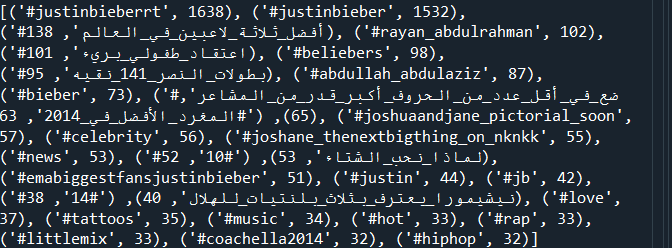 [('#justinbieberrt', 1638), ('#justinbieber', 1532),
('#أفضل_ثلاثة_لاعبين_في_العالم', 138), ('#rayan_abdulrahman', 102),
('#اعتقاد_طفولي_بريء', 101), ('#beliebers', 98),
('#بطولات_النصر_141_نقيه', 95), ('#abdullah_abdulaziz', 87),
('#bieber', 73), ('#ضع_في_أقل_عدد_من_الحروف_أكبر_قدر_من_المشاعر',
65), ('#المغرد_الأفضل_في_2014', 63), ('#joshuaandjane_pictorial_soon',
57), ('#celebrity', 56), ('#joshane_thenextbigthing_on_nknkk', 55),
('#news', 53), ('#لماذا_نحب_الشتاء', 53), ('#10', 52),
('#emabiggestfansjustinbieber', 51), ('#justin', 44), ('#jb', 42),
('#نيشيمورا_يعترف_بثلاث_بلنتيات_للهلال', 40), ('#14', 38), ('#love',
37), ('#tattoos', 35), ('#music', 34), ('#hot', 33), ('#rap', 33),
('#littlemix', 33), ('#coachella2014', 32), ('#hiphop', 32)]